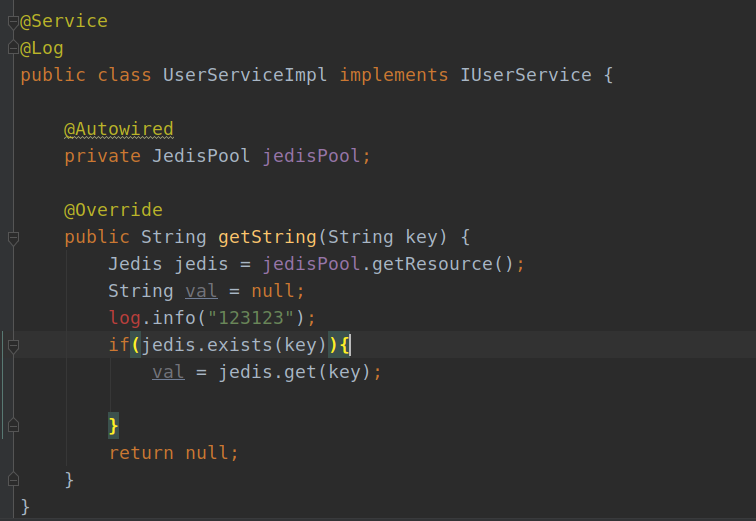 @Service
@Log
public class UserServiceImpl implements IUserService {
@Autowired
private JedisPool jedisPool;
@Override
public String getString(String key) {
Jedis jedis = jedisPool.getResource();
String val = null;
log.info("123123");
if(jedis.exists(key)){
val = jedis.get(key);
}
return null;
}
}